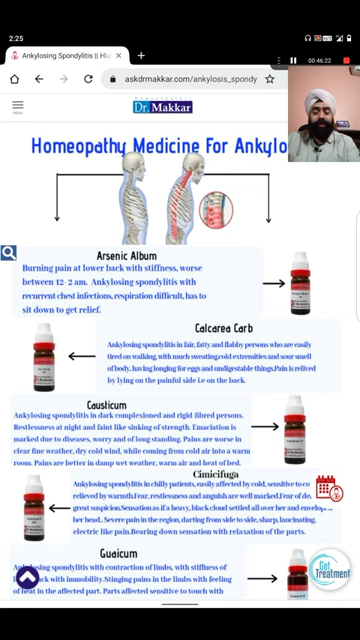 2:25
00:46:22
Ankylosing Spondylitis || Hla
askdrmakkar.com/ankylosis_spondy
MENU
Dr. Makkar
Homeopathy Medicine For Ankylo
Arsenic Album
Burning pain at lower back with stiffness, worse
between 12- 2 am. Ankylosing spondylitis with
recurrent chest infections, respiration difficult, has to
sit down to get relief.
Calcarea Carb
Ankylosing spondylitis in fair, fatty and flabby persons who are easily
tired on walking, with much sweating,cold extremities and sour smell
of body, having longing for eggs and undigestable things.Pain is relived
by lying on the painful side i.e on the back.
Causticum
Ankylosing spondylitis in dark complexioned and rigid fibred persons.
Restlessness at night and faint like sinking of strength. Emaciation is
marked due to diseases, worry and of long standing. Pains are worse in
clear fine weather, dry cold wind, while coming from cold air into a warm
room. Pains are better in damp wet weather, warm air and heat of bed.
Cimicifuga
Ankylosing spondylitis in chilly patients, easily affected by cold, sensitive to co
relieved by warmth.Fear, restlessness and anguish are well marked.Fear of de
great suspicion.Sensation as if a heavy, black cloud settled all over her and envelop
her head.. Severe pain in the region, darting from side to side, sharp, lancinating,
electric like pain.Bearing down sensation with relaxation of the parts.
Guaicum
Ankylosing spondylitis with contraction of limbs, with stiffness of
back with immobility.Stinging pains in the limbs with feeling
of heat in the affected part. Parts affected sensitive to touch with
Get
Treatment